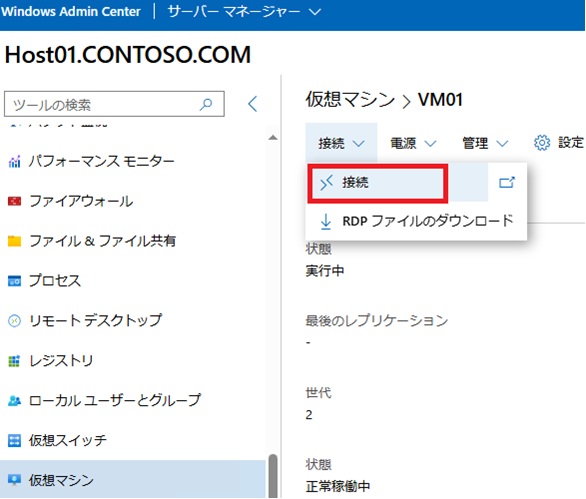 Windows Admin Center サーバー マネージャー
Host01.CONTOSO.COM
ツールの検索
パフォーマンス モニター
ファイアウォール
ファイル & ファイル共有
プロセス
リモート デスクトップ
レジストリ
ローカル ユーザーとグループ
仮想スイッチ
仮想マシン
仮想マシン > VM01
接続 電源 管理 設定
接続
RDP ファイルのダウンロード
状態
実行中
最後のレプリケーション
-
世代
2
状態
正常稼働中